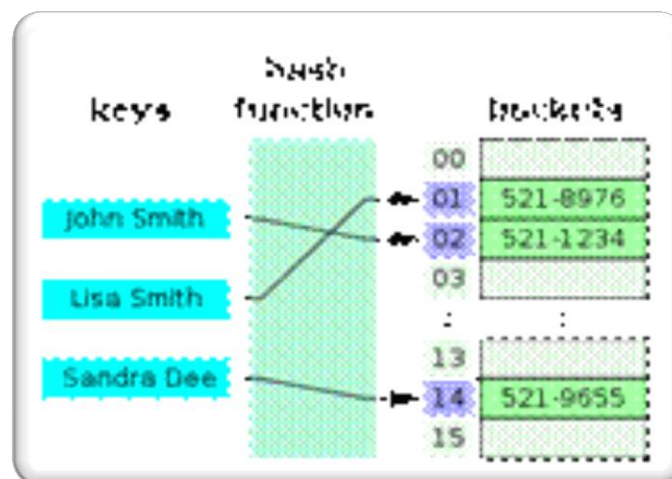 keys
hash
function
buckets
John Smith
Lisa Smith
Sandra Dee
00
01 521-8976
02 521-1234
03
:
:
13
14 521-9655
15